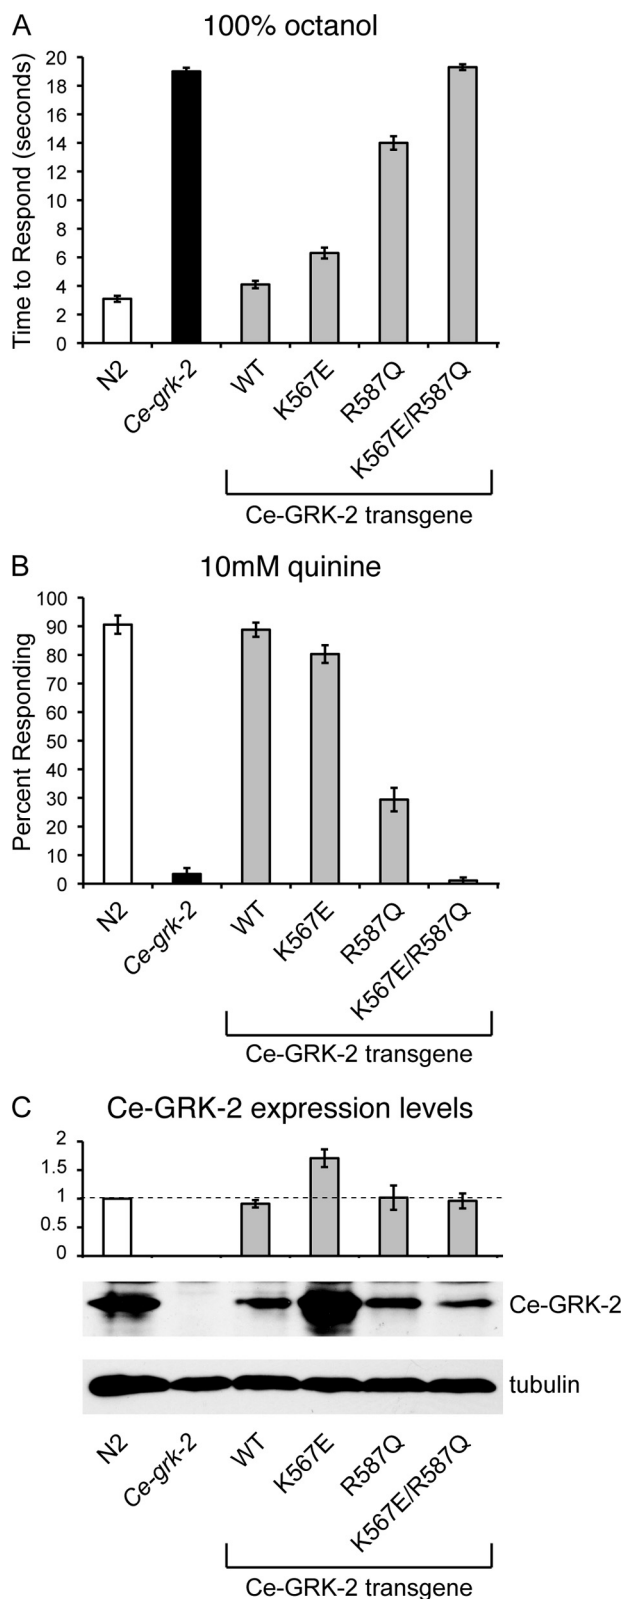 A
100% octanol
Time to Respond (seconds)
20
18
16
14
12
10
8
6
4
2
0
N2
Ce-grk-2
WT
K567E
R587Q
K567E/R587Q
Ce-GRK-2 transgene
B
10mM quinine
Percent Responding
100
90
80
70
60
50
40
30
20
10
0
N2
Ce-grk-2
WT
K567E
R587Q
K567E/R587Q
Ce-GRK-2 transgene
C
Ce-GRK-2 expression levels
2
1.5
1
0.5
0
Ce-GRK-2
tubulin
N2
Ce-grk-2
WT
K567E
R587Q
K567E/R587Q
Ce-GRK-2 transgene